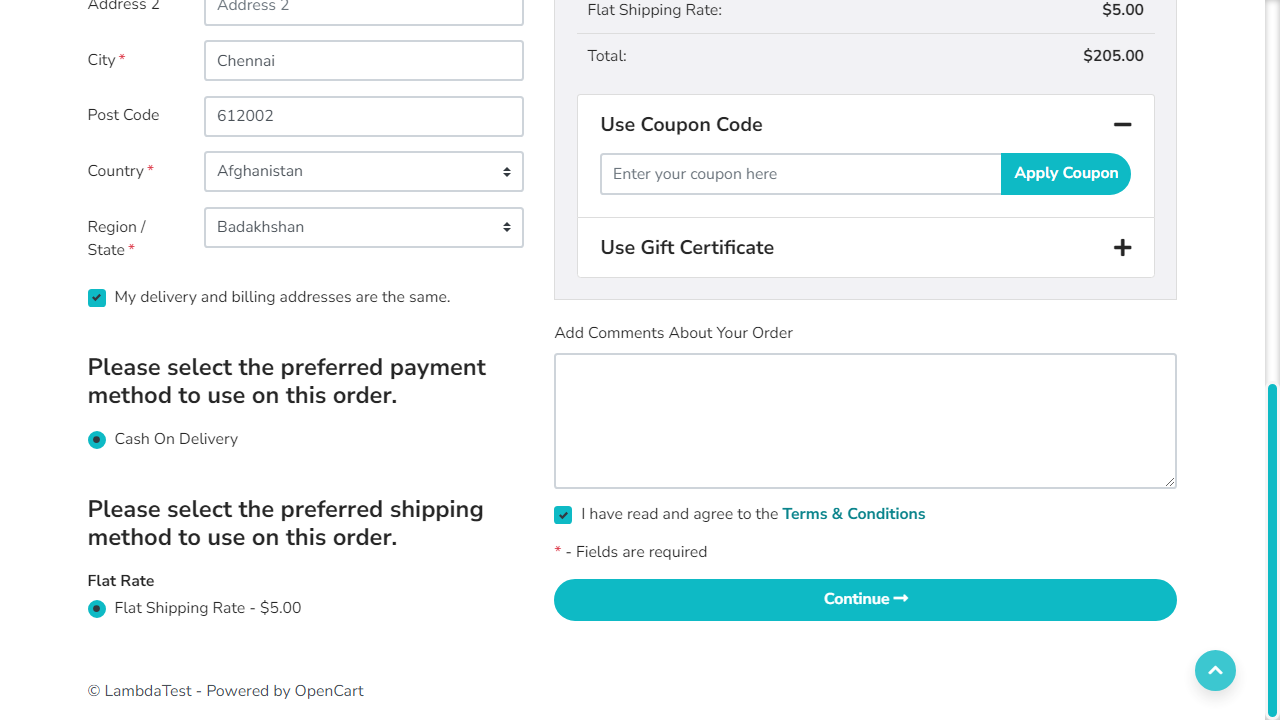 Address 2
Address 2
City *
Chennai
Post Code
612002
Country *
Afghanistan
Region /
State *
Badakhshan
My delivery and billing addresses are the same.
Please select the preferred payment
method to use on this order.
Cash On Delivery
Please select the preferred shipping
method to use on this order.
Flat Rate
Flat Shipping Rate - $5.00
Flat Shipping Rate: $5.00
Total: $205.00
Use Coupon Code
Enter your coupon here
Apply Coupon
Use Gift Certificate
Add Comments About Your Order
I have read and agree to the Terms & Conditions
* - Fields are required
Continue
© LambdaTest - Powered by OpenCart